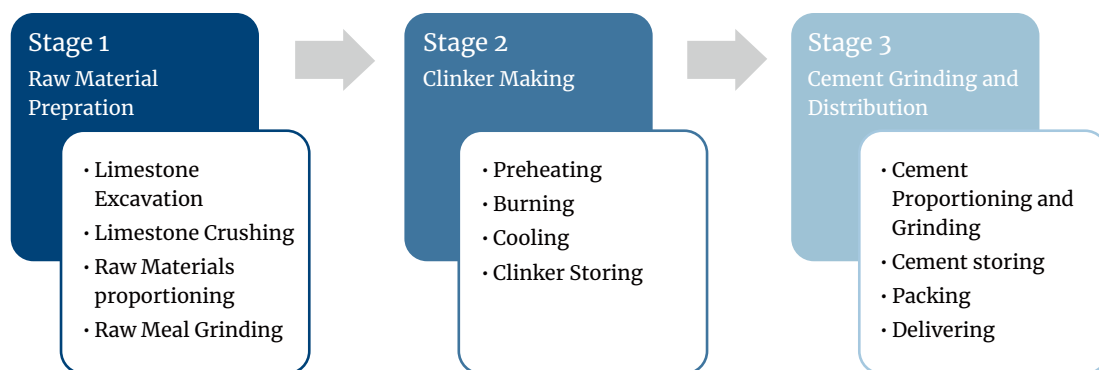 Stage 1
Raw Material
Prepration
· Limestone
Excavation
· Limestone Crushing
· Raw Materials
proportioning
· Raw Meal Grinding
Stage 2
Clinker Making
· Preheating
· Burning
· Cooling
· Clinker Storing
Stage 3
Cement Grinding and
Distribution
· Cement
Proportioning and
Grinding
· Cement storing
· Packing
· Delivering